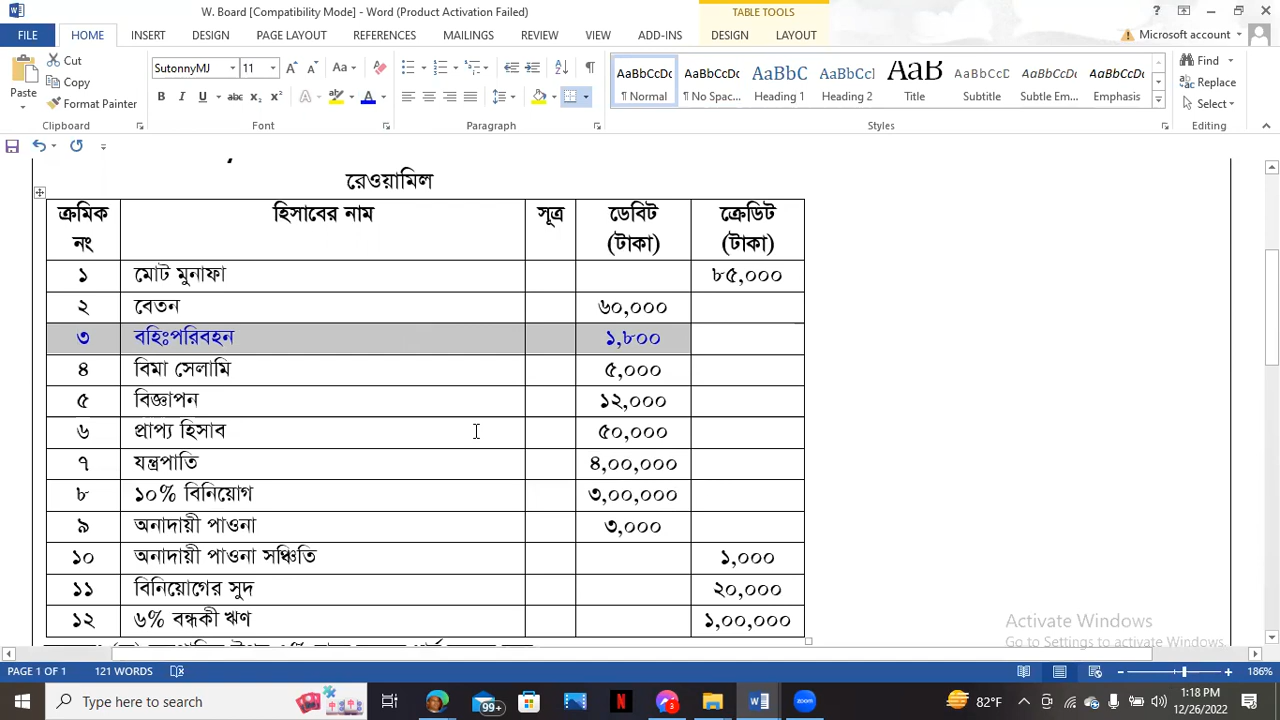 W. Board [Compatibility Mode] - Word (Product Activation Failed)
TABLE TOOLS
FILE HOME INSERT DESIGN PAGE LAYOUT REFERENCES MAILINGS REVIEW VIEW ADD-INS DESIGN LAYOUT Microsoft account
Cut
Copy
Format Painter
Paste
Clipboard
SutonnyMJ 11
Font
Paragraph
AaBbCcDc AaBbCcDc AaBbC AaBbCcD AaB AaBbCcD AaBbCcDc AaBbCcDc
¶ Normal ¶ No Spac... Heading 1 Heading 2 Title Subtitle Subtle Em... Emphasis
Styles
Find
Replace
Select
Editing
রেওয়ামিল
ক্রমিক নং হিসাবের নাম সূত্র ডেবিট (টাকা) ক্রেডিট (টাকা)
১ মোট মুনাফা ৮৫,০০০
২ বেতন ৬০,০০০
৩ বহিঃপরিবহন ১,৮০০
৪ বিমা সেলামি ৫,০০০
৫ বিজ্ঞাপন ১২,০০০
৬ প্রাপ্য হিসাব ৫০,০০০
৭ যন্ত্রপাতি ৪,০০,০০০
৮ ১০% বিনিয়োগ ৩,০০,০০০
৯ অনাদায়ী পাওনা ৩,০০০
১০ অনাদায়ী পাওনা সঞ্চিতি ১,০০০
১১ বিনিয়োগের সুদ ২০,০০০
১২ ৬% বন্ধকী ঋণ ১,০০,০০০
Activate Windows
Go to Settings to activate Windows.
PAGE 1 OF 1 121 WORDS 186%
Type here to search
99+
3
82°F
1:18 PM
12/26/2022